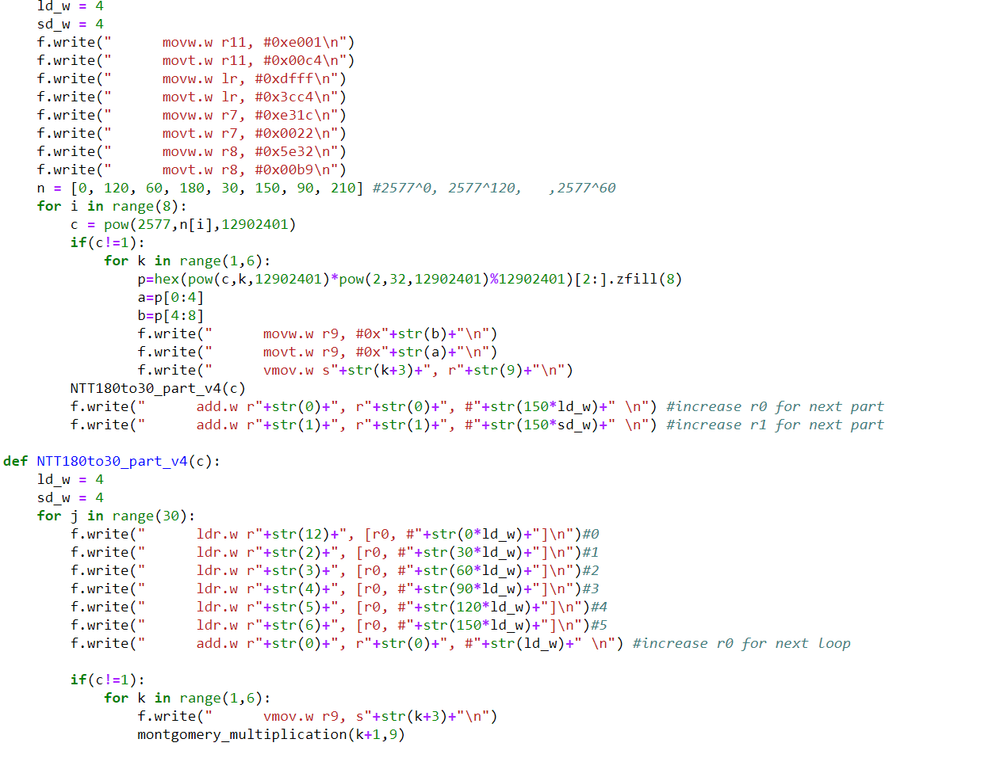 ld_w = 4
    sd_w = 4
    f.write("      movw.w r11, #0xe001\n")
    f.write("      movt.w r11, #0x00c4\n")
    f.write("      movw.w lr, #0xdfff\n")
    f.write("      movt.w lr, #0x3cc4\n")
    f.write("      movw.w r7, #0xe31c\n")
    f.write("      movt.w r7, #0x0022\n")
    f.write("      movw.w r8, #0x5e32\n")
    f.write("      movt.w r8, #0x00b9\n")
    n = [0, 120, 60, 180, 30, 150, 90, 210] #2577^0, 2577^120,   ,2577^60
    for i in range(8):
        c = pow(2577,n[i],12902401)
        if(c!=1):
            for k in range(1,6):
                p=hex(pow(c,k,12902401)*pow(2,32,12902401)%12902401)[2:].zfill(8)
                a=p[0:4]
                b=p[4:8]
                f.write("      movw.w r9, #0x"+str(b)+"\n")
                f.write("      movt.w r9, #0x"+str(a)+"\n")
                f.write("      vmov.w s"+str(k+3)+", r"+str(9)+"\n")
        NTT180to30_part_v4(c)
        f.write("      add.w r"+str(0)+", r"+str(0)+", #"+str(150*ld_w)+" \n") #increase r0 for next part
        f.write("      add.w r"+str(1)+", r"+str(1)+", #"+str(150*sd_w)+" \n") #increase r1 for next part

def NTT180to30_part_v4(c):
    ld_w = 4
    sd_w = 4
    for j in range(30):
        f.write("      ldr.w r"+str(12)+", [r0, #"+str(0*ld_w)+"]\n")#0
        f.write("      ldr.w r"+str(2)+", [r0, #"+str(30*ld_w)+"]\n")#1
        f.write("      ldr.w r"+str(3)+", [r0, #"+str(60*ld_w)+"]\n")#2
        f.write("      ldr.w r"+str(4)+", [r0, #"+str(90*ld_w)+"]\n")#3
        f.write("      ldr.w r"+str(5)+", [r0, #"+str(120*ld_w)+"]\n")#4
        f.write("      ldr.w r"+str(6)+", [r0, #"+str(150*ld_w)+"]\n")#5
        f.write("      add.w r"+str(0)+", r"+str(0)+", #"+str(ld_w)+" \n") #increase r0 for next loop

        if(c!=1):
            for k in range(1,6):
                f.write("      vmov.w r9, s"+str(k+3)+"\n")
                montgomery_multiplication(k+1,9)